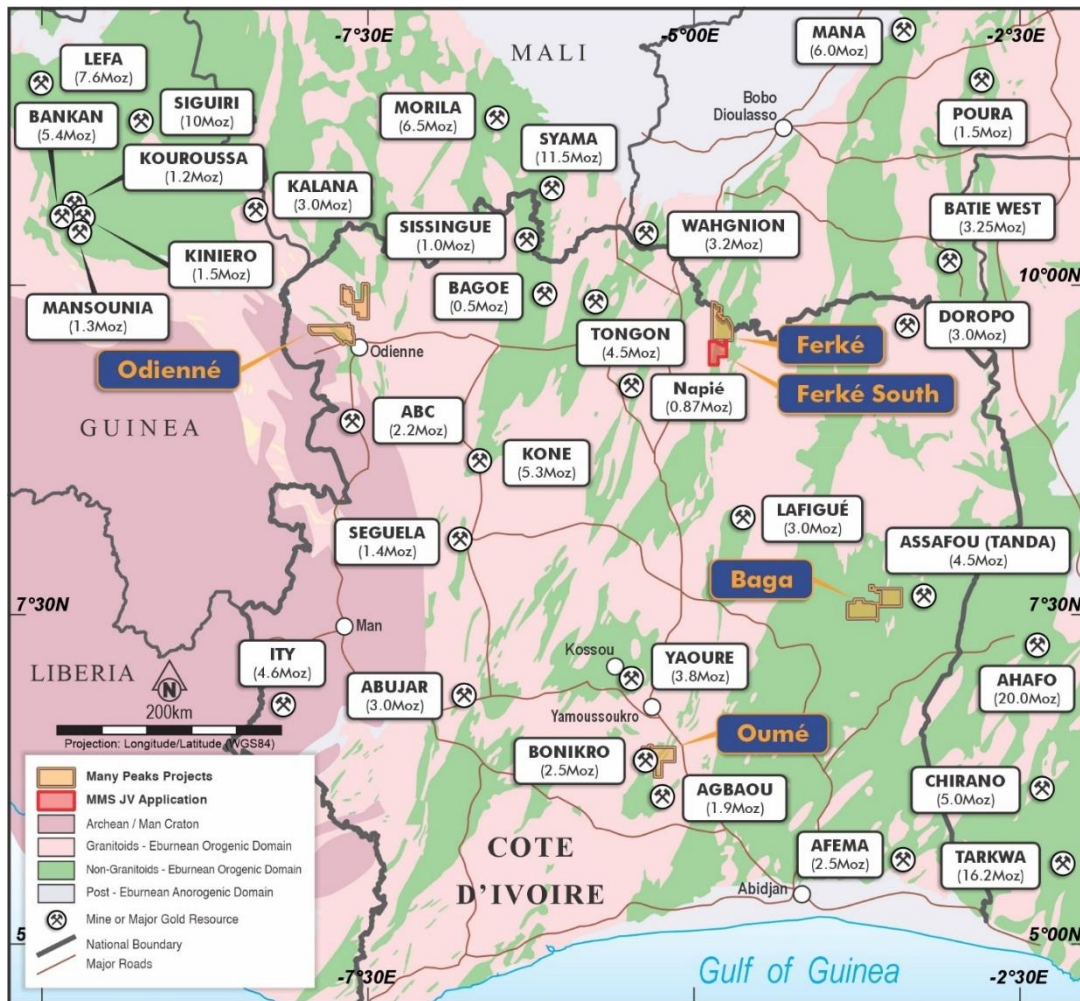 -7°30E
-5°00E
-2°30E
MALI
MANA
(6.0Moz)
LEFA
(7.6Moz)
BANKAN
(5.4Moz)
SIGUIRI
(10Moz)
MORILA
(6.5Moz)
Bobo
Dioulasso
POURA
(1.5Moz)
KOUROUSSA
(1.2Moz)
SYAMA
(11.5Moz)
KALANA
(3.0Moz)
BATIE WEST
(3.25Moz)
SISSINGUE
(1.0Moz)
WAHGNION
(3.2Moz)
KINIERO
(1.5Moz)
10°00N
BAGOE
(0.5Moz)
MANSOUNIA
(1.3Moz)
DOROPO
(3.0Moz)
TONGON
(4.5Moz)
Ferké
Odienné
Odienne
Ferké South
Napié
(0.87Moz)
GUINEA
ABC
(2.2Moz)
KONE
(5.3Moz)
LAFIGUÉ
(3.0Moz)
SEGUELA
(1.4Moz)
ASSAFOU (TANDA)
(4.5Moz)
Baga
7°30N
7°30N
Man
LIBERIA
ITY
(4.6Moz)
Kossou
YAOURE
(3.8Moz)
AHAFO
(20.0Moz)
N
200km
ABUJAR
(3.0Moz)
Yamoussoukro
Projection: Longitude/Latitude (WGS84)
Oumé
BONIKRO
(2.5Moz)
AGBAOU
(1.9Moz)
CHIRANO
(5.0Moz)
Many Peaks Projects
MMS JV Application
Archean / Man Craton
Granitoids - Eburnean Orogenic Domain
Non-Granitoids - Eburnean Orogenic Domain
Post - Eburnean Anorogenic Domain
Mine or Major Gold Resource
National Boundary
Major Roads
COTE
D'IVOIRE
AFEMA
(2.5Moz)
TARKWA
(16.2Moz)
Abidjan
5°00N
-7°30E
Gulf of Guinea
-2°30E